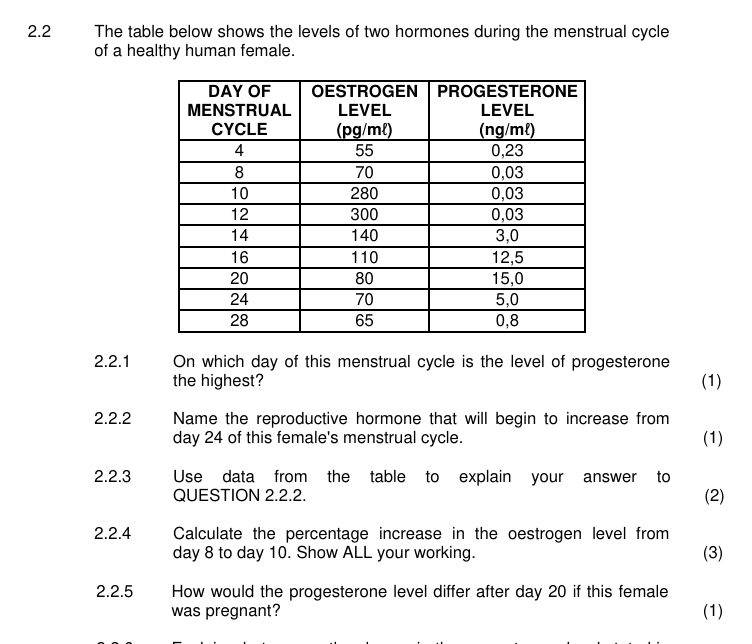 2.2 The table below shows the levels of two hormones during the menstrual cycle
of a healthy human female.
DAY OF MENSTRUAL CYCLE OESTROGEN LEVEL (pg/mℓ) PROGESTERONE LEVEL (ng/mℓ)
4 55 0,23
8 70 0,03
10 280 0,03
12 300 0,03
14 140 3,0
16 110 12,5
20 80 15,0
24 70 5,0
28 65 0,8
2.2.1 On which day of this menstrual cycle is the level of progesterone
the highest? (1)
2.2.2 Name the reproductive hormone that will begin to increase from
day 24 of this female's menstrual cycle. (1)
2.2.3 Use data from the table to explain your answer to
QUESTION 2.2.2. (2)
2.2.4 Calculate the percentage increase in the oestrogen level from
day 8 to day 10. Show ALL your working. (3)
2.2.5 How would the progesterone level differ after day 20 if this female
was pregnant? (1)